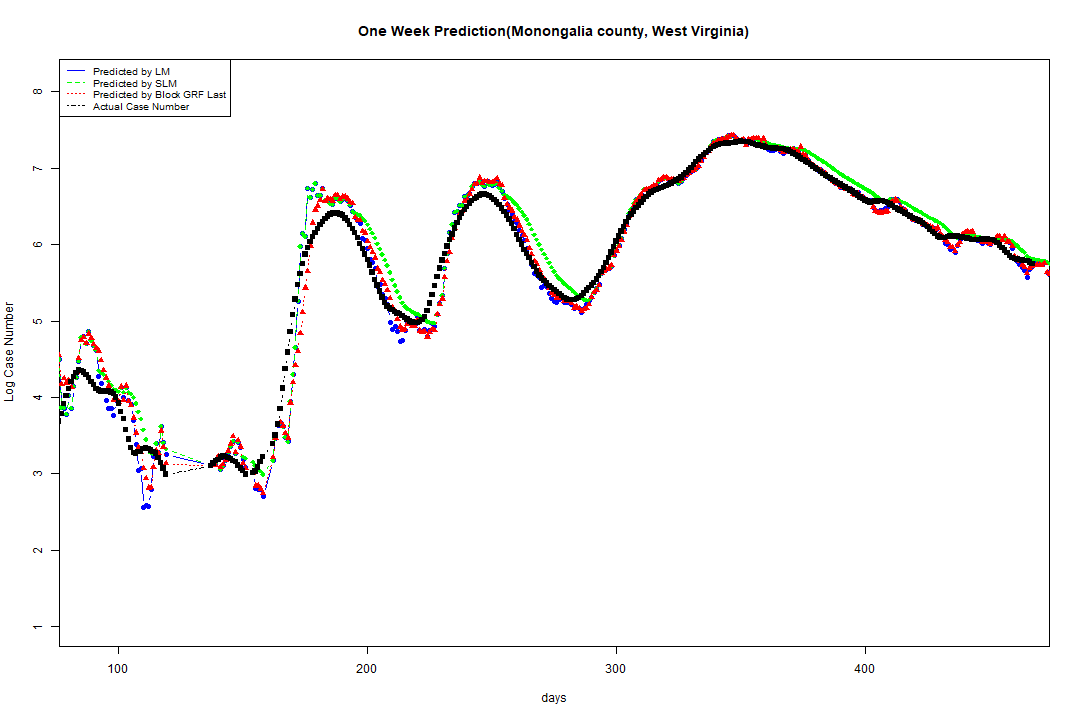 One Week Prediction(Monongalia county, West Virginia)
Predicted by LM
Predicted by SLM
Predicted by Block GRF Last
Actual Case Number
8
7
6
5
4
3
2
1
Log Case Number
100 200 300 400
days